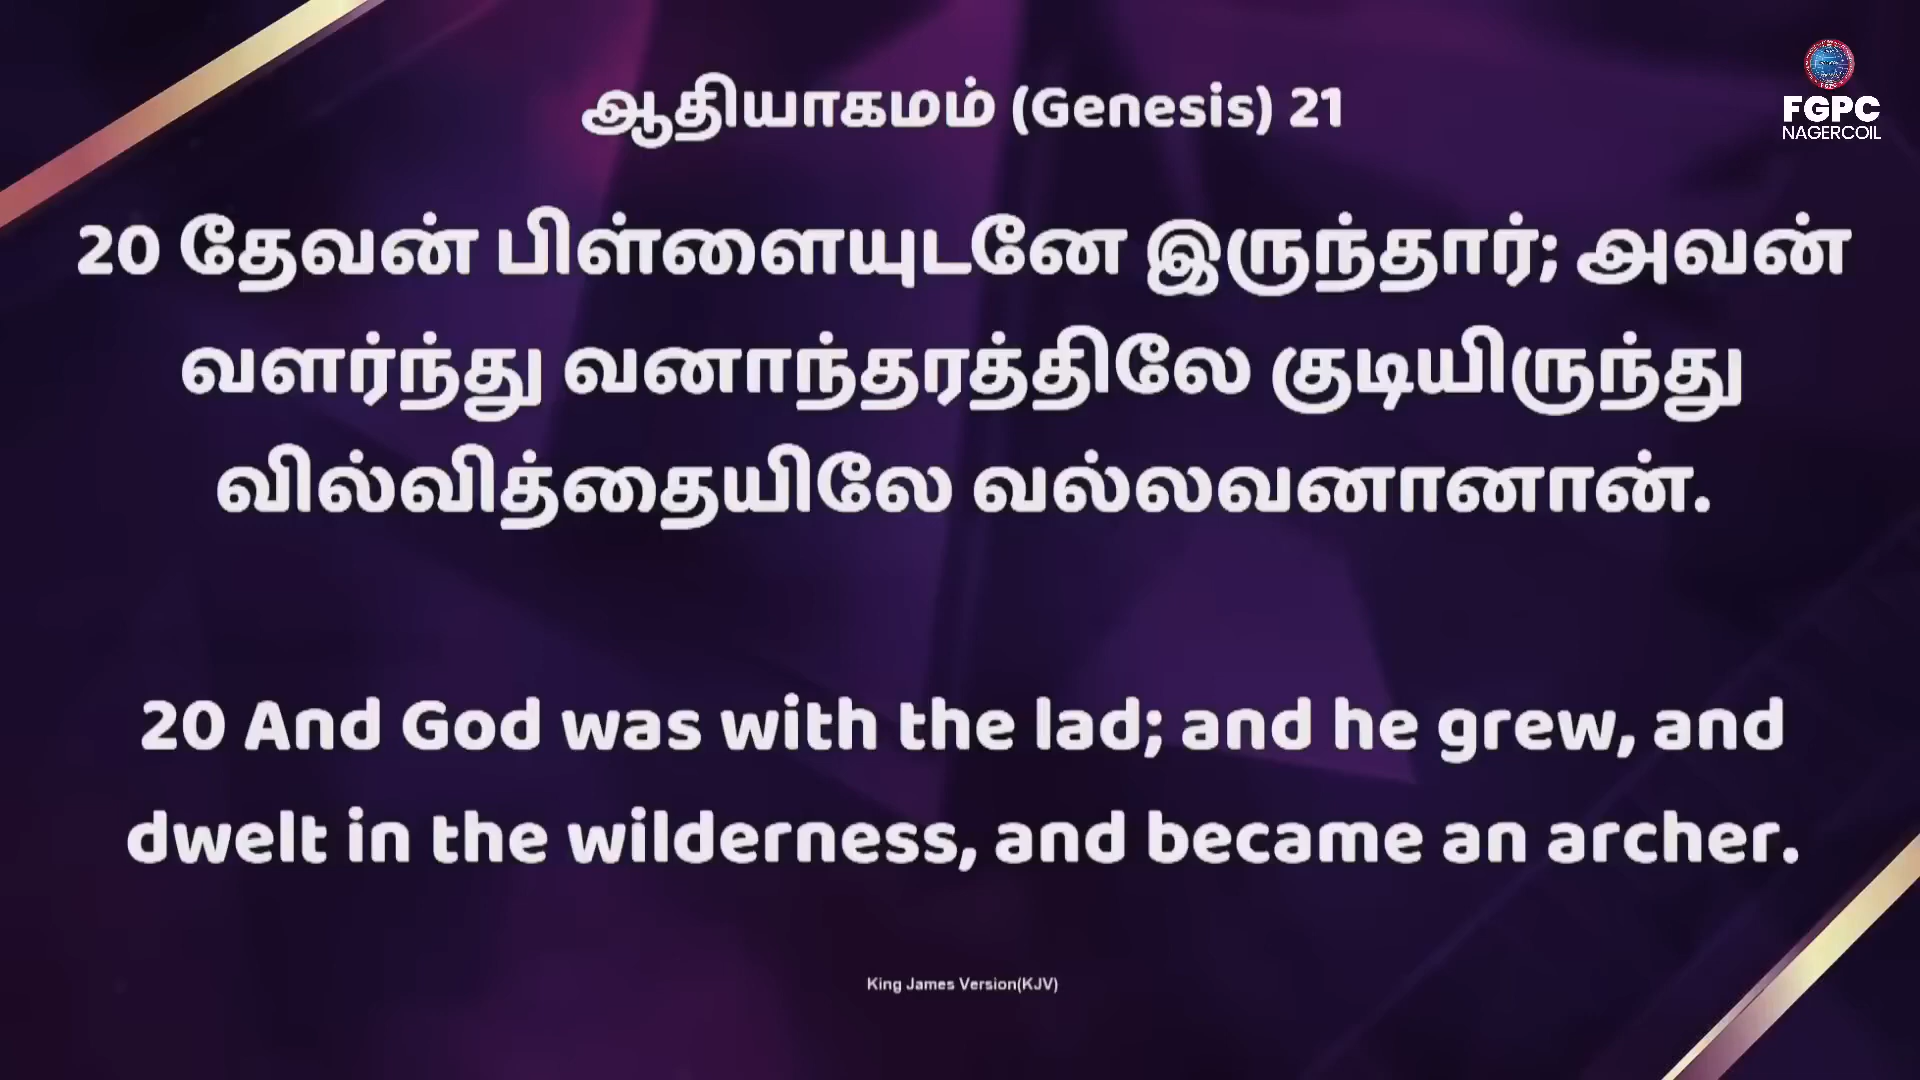 ஆதியாகமம் (Genesis) 21
FGPC
NAGERCOIL
20 தேவன் பிள்ளையுடனே இருந்தார்; அவன்
வளர்ந்து வனாந்தரத்திலே குடியிருந்து
வில்வித்தையிலே வல்லவனானான்.
20 And God was with the lad; and he grew, and
dwelt in the wilderness, and became an archer.
King James Version(KJV)